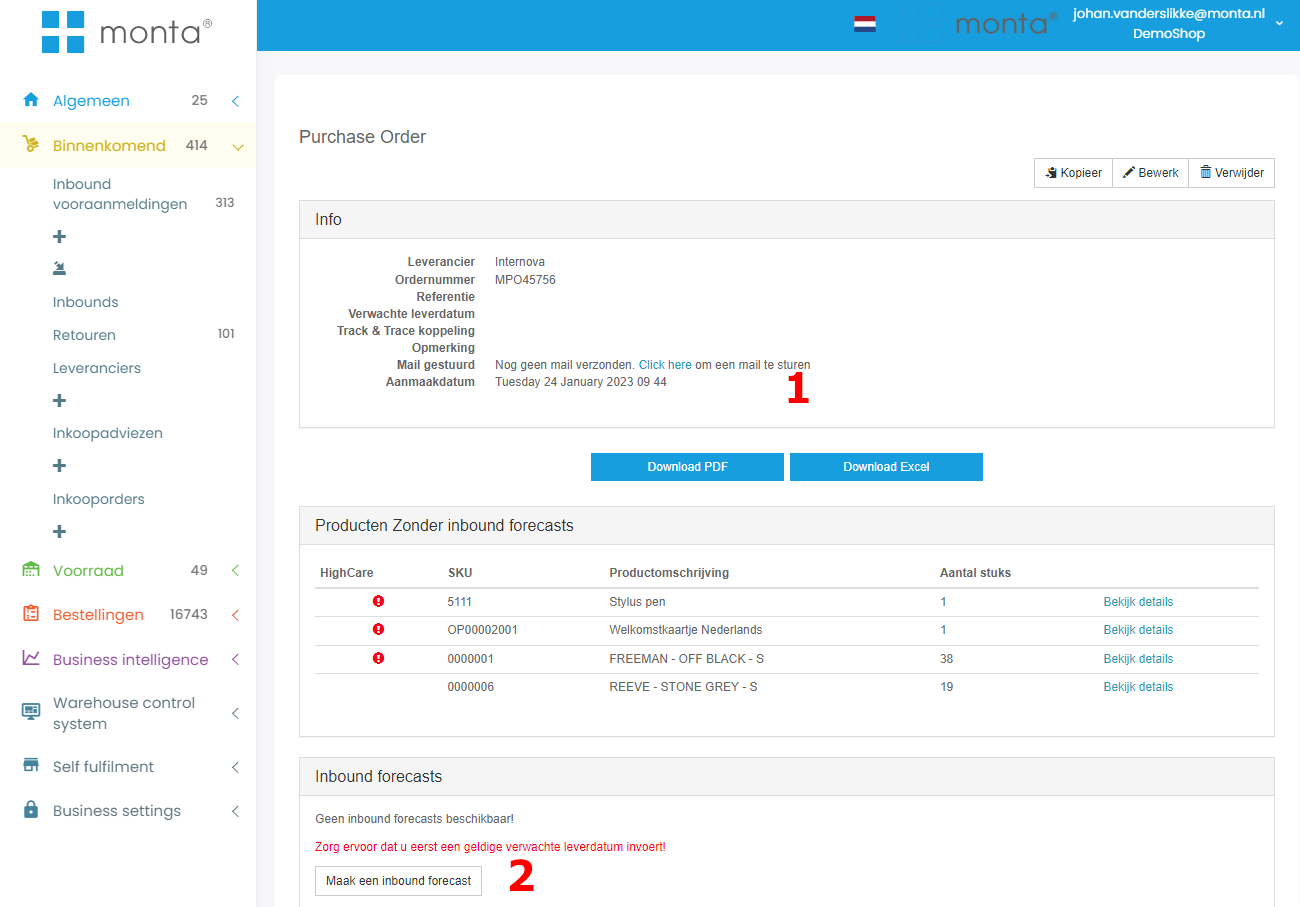 monta®
monta®
johan.vanderslikke@monta.nl
DemoShop
Algemeen 25
Binnenkomend 414
Inbound
vooraanmeldingen 313
Inbounds
Retouren 101
Leveranciers
Inkoopadviezen
Inkooporders
Voorraad 49
Bestellingen 16743
Business intelligence
Warehouse control
system
Self fulfilment
Business settings
Purchase Order
Kopieer Bewerk Verwijder
Info
Leverancier Internova
Ordernummer MPO45756
Referentie
Verwachte leverdatum
Track & Trace koppeling
Opmerking
Mail gestuurd Nog geen mail verzonden. Click here om een mail te sturen
Aanmaakdatum Tuesday 24 January 2023 09 44
1
Download PDF Download Excel
Producten Zonder inbound forecasts
HighCare SKU Productomschrijving Aantal stuks
5111 Stylus pen 1 Bekijk details
OP00002001 Welkomstkaartje Nederlands 1 Bekijk details
0000001 FREEMAN - OFF BLACK - S 38 Bekijk details
0000006 REEVE - STONE GREY - S 19 Bekijk details
Inbound forecasts
Geen inbound forecasts beschikbaar!
Zorg ervoor dat u eerst een geldige verwachte leverdatum invoert!
Maak een inbound forecast
2